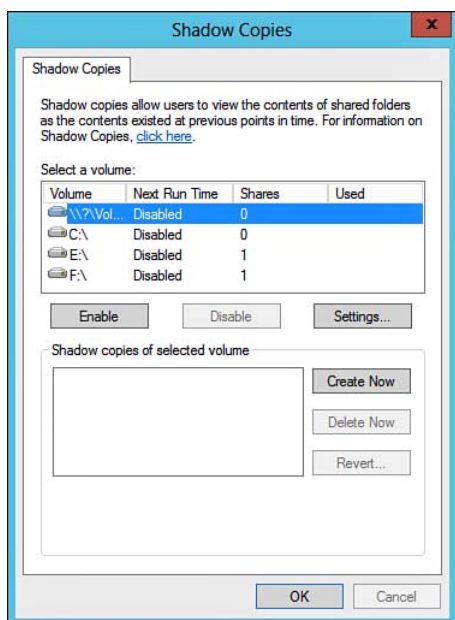 Shadow Copies
x
Shadow Copies
Shadow copies allow users to view the contents of shared folders
as the contents existed at previous points in time. For information on
Shadow Copies, click here.
Select a volume:
Volume Next Run Time Shares Used
\\?\Vol... Disabled 0
C:\ Disabled 0
E:\ Disabled 1
F:\ Disabled 1
Enable Disable Settings...
Shadow copies of selected volume
Create Now
Delete Now
Revert...
OK Cancel